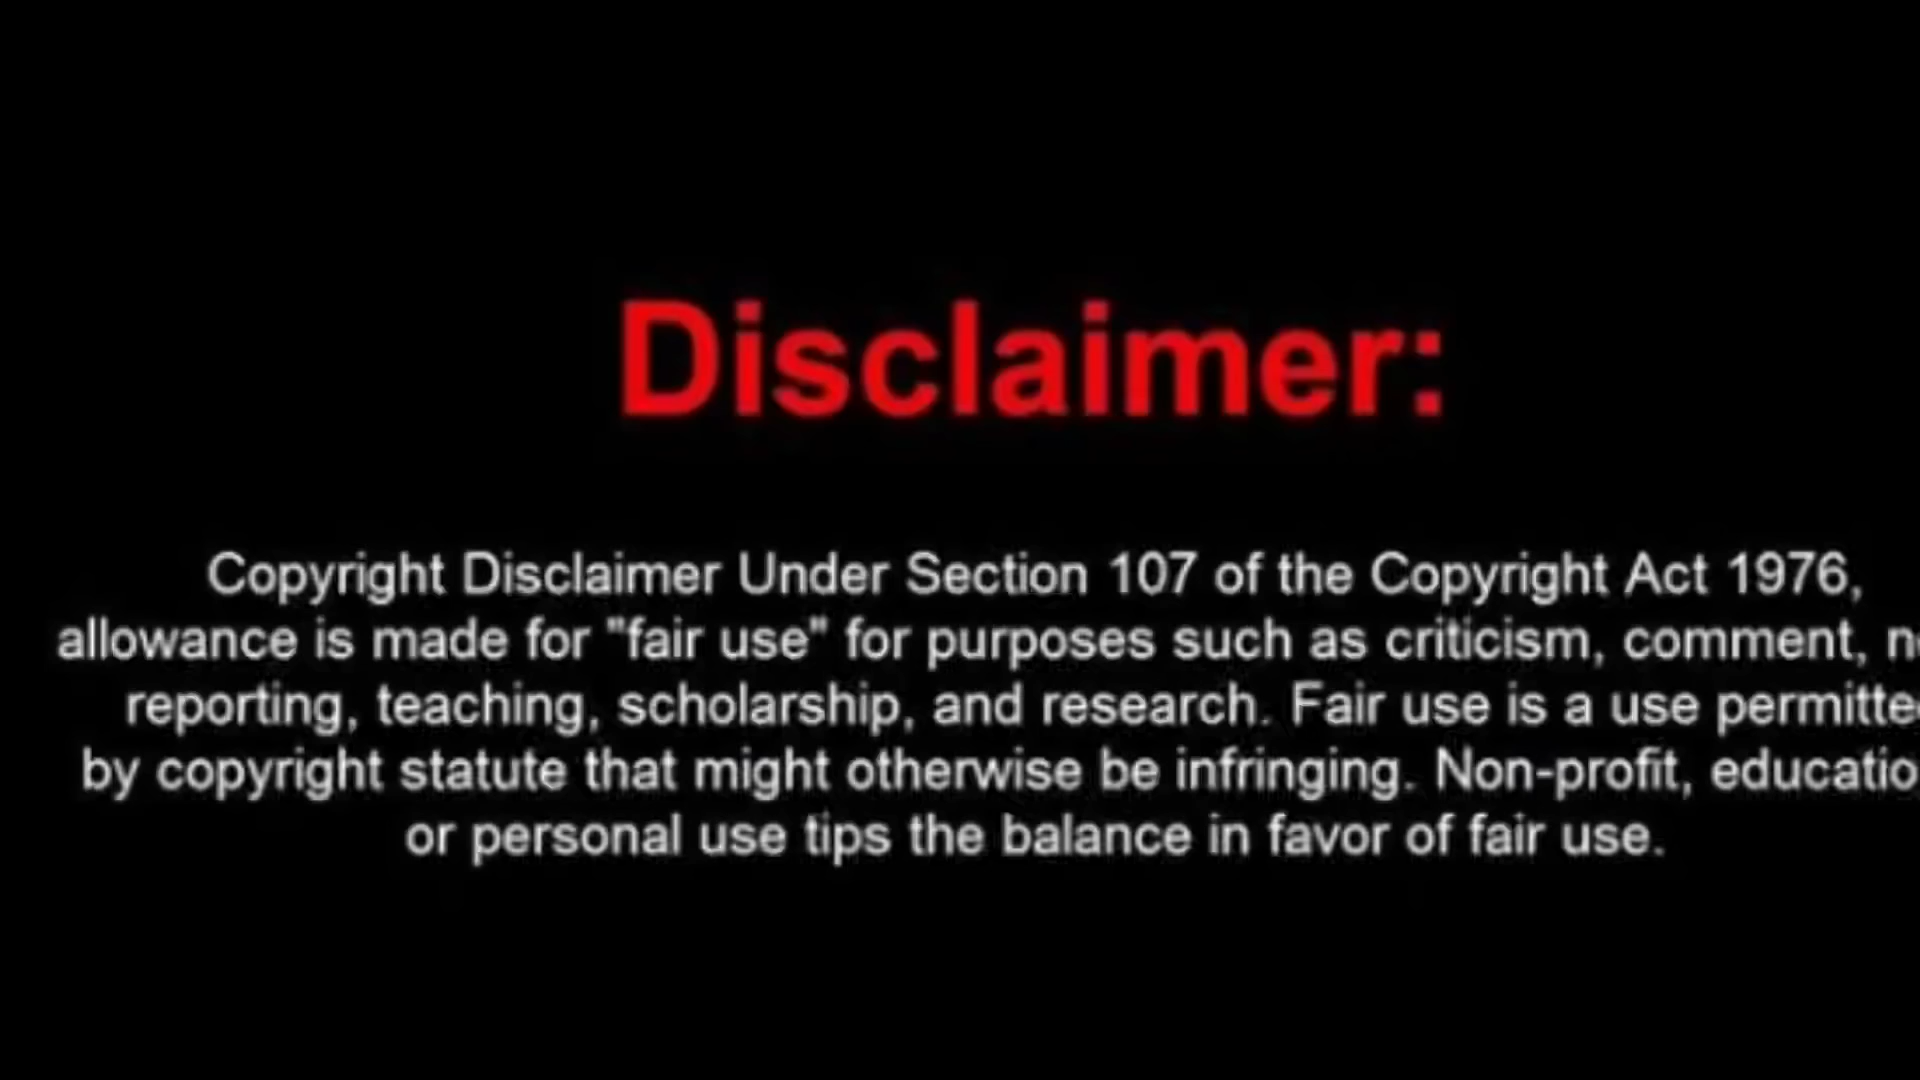 Disclaimer:
Copyright Disclaimer Under Section 107 of the Copyright Act 1976,
allowance is made for "fair use" for purposes such as criticism, comment,
reporting, teaching, scholarship, and research. Fair use is a use
by copyright statute that might otherwise be infringing. Non-profit,
or personal use tips the balance in favor of fair use.